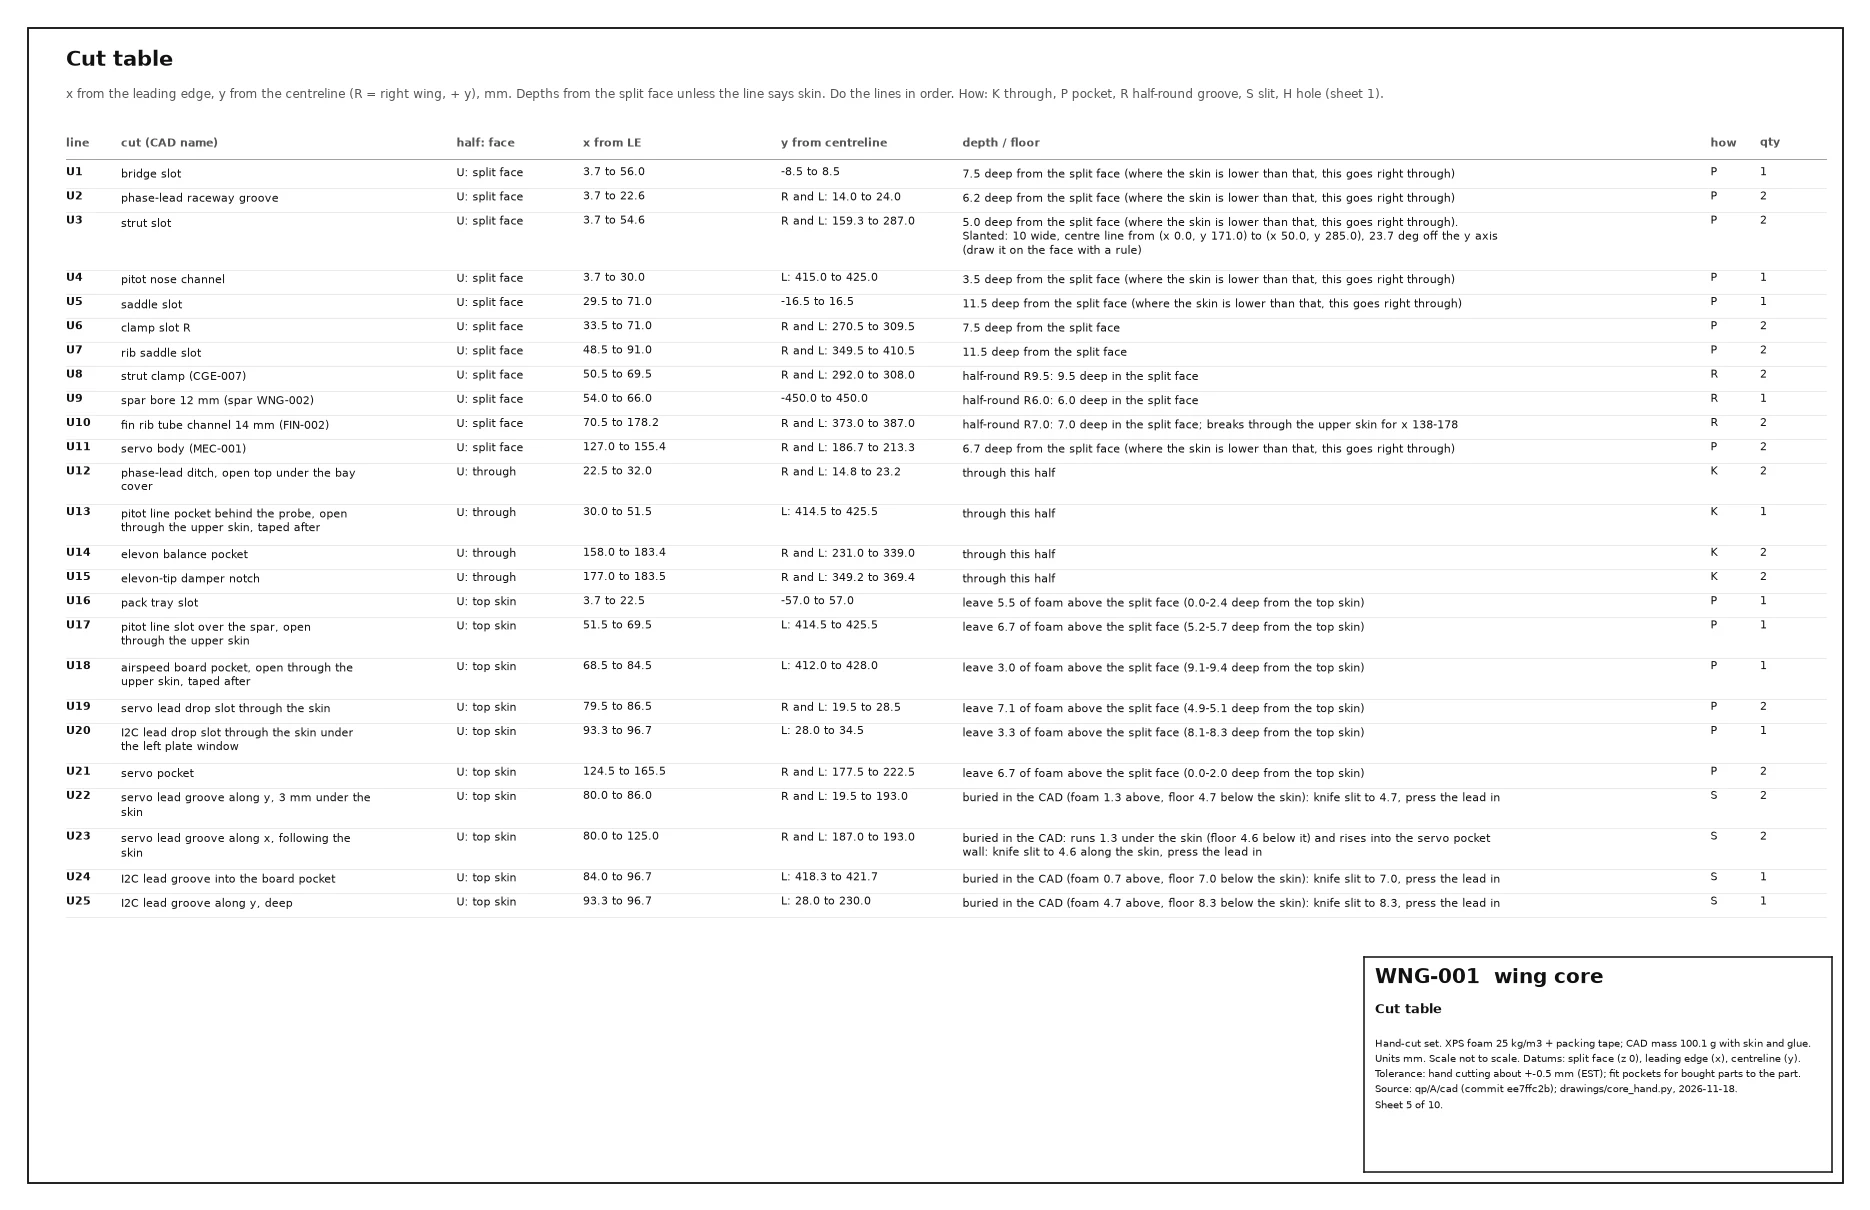 Cut table
x from the leading edge, y from the centreline (R = right wing, + y), mm. Depths from the split face unless the line says skin. Do the lines in order. How: K through, P pocket, R half-round groove, S slit, H hole (sheet 1).
line cut (CAD name) half: face x from LE y from centreline depth / floor how qty
U1 bridge slot U: split face 3.7 to 56.0 -8.5 to 8.5 7.5 deep from the split face (where the skin is lower than that, this goes right through) P 1
U2 phase-lead raceway groove U: split face 3.7 to 22.6 R and L: 14.0 to 24.0 6.2 deep from the split face (where the skin is lower than that, this goes right through) P 2
U3 strut slot U: split face 3.7 to 54.6 R and L: 159.3 to 287.0 5.0 deep from the split face (where the skin is lower than that, this goes right through). P 2
Slanted: 10 wide, centre line from (x 0.0, y 171.0) to (x 50.0, y 285.0), 23.7 deg off the y axis
(draw it on the face with a rule)
U4 pitot nose channel U: split face 3.7 to 30.0 L: 415.0 to 425.0 3.5 deep from the split face (where the skin is lower than that, this goes right through) P 1
U5 saddle slot U: split face 29.5 to 71.0 -16.5 to 16.5 11.5 deep from the split face (where the skin is lower than that, this goes right through) P 1
U6 clamp slot R U: split face 33.5 to 71.0 R and L: 270.5 to 309.5 7.5 deep from the split face P 2
U7 rib saddle slot U: split face 48.5 to 91.0 R and L: 349.5 to 410.5 11.5 deep from the split face P 2
U8 strut clamp (CGE-007) U: split face 50.5 to 69.5 R and L: 292.0 to 308.0 half-round R9.5: 9.5 deep in the split face R 2
U9 spar bore 12 mm (spar WNG-002) U: split face 54.0 to 66.0 -450.0 to 450.0 half-round R6.0: 6.0 deep in the split face R 1
U10 fin rib tube channel 14 mm (FIN-002) U: split face 70.5 to 178.2 R and L: 373.0 to 387.0 half-round R7.0: 7.0 deep in the split face; breaks through the upper skin for x 138-178 R 2
U11 servo body (MEC-001) U: split face 127.0 to 155.4 R and L: 186.7 to 213.3 6.7 deep from the split face (where the skin is lower than that, this goes right through) P 2
U12 phase-lead ditch, open top under the bay U: through 22.5 to 32.0 R and L: 14.8 to 23.2 through this half K 2
cover
U13 pitot line pocket behind the probe, open U: through 30.0 to 51.5 L: 414.5 to 425.5 through this half K 1
through the upper skin, taped after
U14 elevon balance pocket U: through 158.0 to 183.4 R and L: 231.0 to 339.0 through this half K 2
U15 elevon-tip damper notch U: through 177.0 to 183.5 R and L: 349.2 to 369.4 through this half K 2
U16 pack tray slot U: top skin 3.7 to 22.5 -57.0 to 57.0 leave 5.5 of foam above the split face (0.0-2.4 deep from the top skin) P 1
U17 pitot line slot over the spar, open U: top skin 51.5 to 69.5 L: 414.5 to 425.5 leave 6.7 of foam above the split face (5.2-5.7 deep from the top skin) P 1
through the upper skin
U18 airspeed board pocket, open through the U: top skin 68.5 to 84.5 L: 412.0 to 428.0 leave 3.0 of foam above the split face (9.1-9.4 deep from the top skin) P 1
upper skin, taped after
U19 servo lead drop slot through the skin U: top skin 79.5 to 86.5 R and L: 19.5 to 28.5 leave 7.1 of foam above the split face (4.9-5.1 deep from the top skin) P 2
U20 I2C lead drop slot through the skin under U: top skin 93.3 to 96.7 L: 28.0 to 34.5 leave 3.3 of foam above the split face (8.1-8.3 deep from the top skin) P 1
the left plate window
U21 servo pocket U: top skin 124.5 to 165.5 R and L: 177.5 to 222.5 leave 6.7 of foam above the split face (0.0-2.0 deep from the top skin) P 2
U22 servo lead groove along y, 3 mm under the U: top skin 80.0 to 86.0 R and L: 19.5 to 193.0 buried in the CAD (foam 1.3 above, floor 4.7 below the skin): knife slit to 4.7, press the lead in S 2
skin
U23 servo lead groove along x, following the U: top skin 80.0 to 125.0 R and L: 187.0 to 193.0 buried in the CAD: runs 1.3 under the skin (floor 4.6 below it) and rises into the servo pocket S 2
skin wall: knife slit to 4.6 along the skin, press the lead in
U24 I2C lead groove into the board pocket U: top skin 84.0 to 96.7 L: 418.3 to 421.7 buried in the CAD (foam 0.7 above, floor 7.0 below the skin): knife slit to 7.0, press the lead in S 1
U25 I2C lead groove along y, deep U: top skin 93.3 to 96.7 L: 28.0 to 230.0 buried in the CAD (foam 4.7 above, floor 8.3 below the skin): knife slit to 8.3, press the lead in S 1
WNG-001 wing core
Cut table
Hand-cut set. XPS foam 25 kg/m3 + packing tape; CAD mass 100.1 g with skin and glue.
Units mm. Scale not to scale. Datums: split face (z 0), leading edge (x), centreline (y).
Tolerance: hand cutting about +-0.5 mm (EST); fit pockets for bought parts to the part.
Source: qp/A/cad (commit ee7ffc2b); drawings/core_hand.py, 2026-11-18.
Sheet 5 of 10.